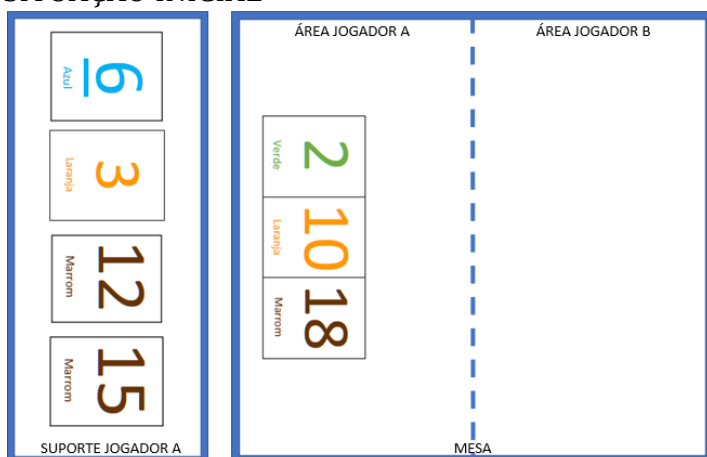 ÁREA JOGADOR A
ÁREA JOGADOR B
6
Azul
3
Laranja
12
Marrom
15
Marrom
2
Verde
10
Laranja
18
Marrom
SUPORTE JOGADOR A
MESA